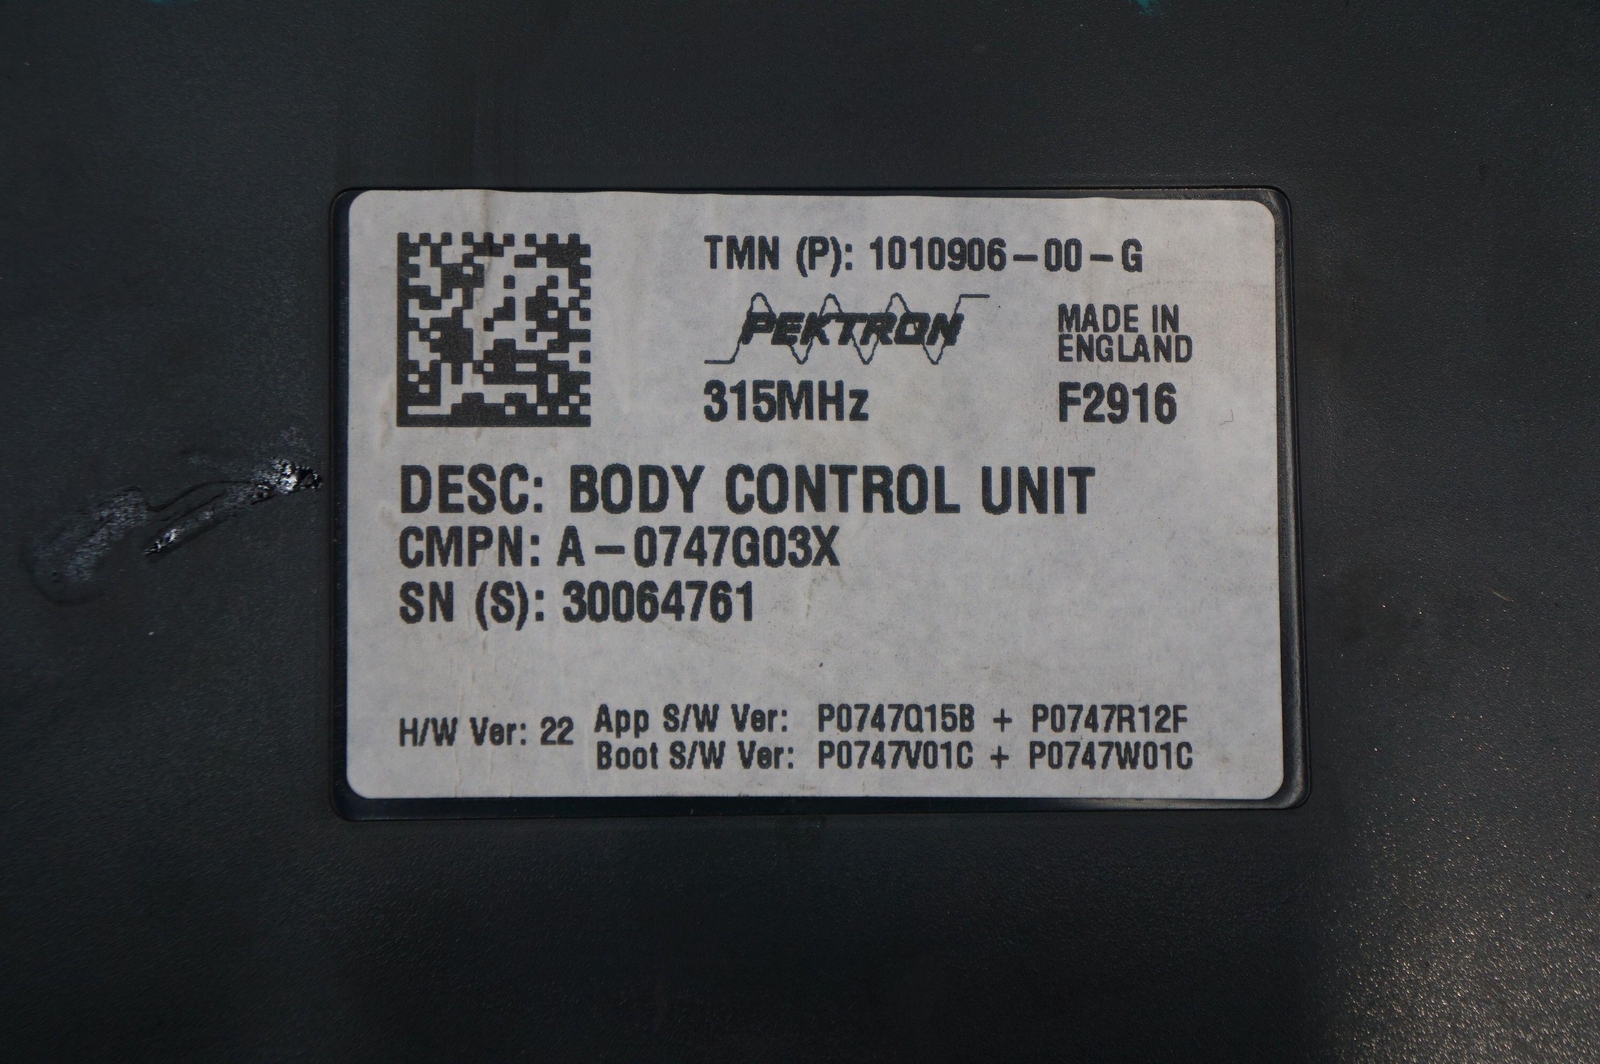 TMN (P): 1010906-00-G
PEKTRON
MADE IN
ENGLAND
315MHz
F2916
DESC: BODY CONTROL UNIT
CMPN: A-0747G03X
SN (S): 30064761
H/W Ver: 22
App S/W Ver: P0747Q15B + P0747R12F
Boot S/W Ver: P0747V01C + P0747W01C